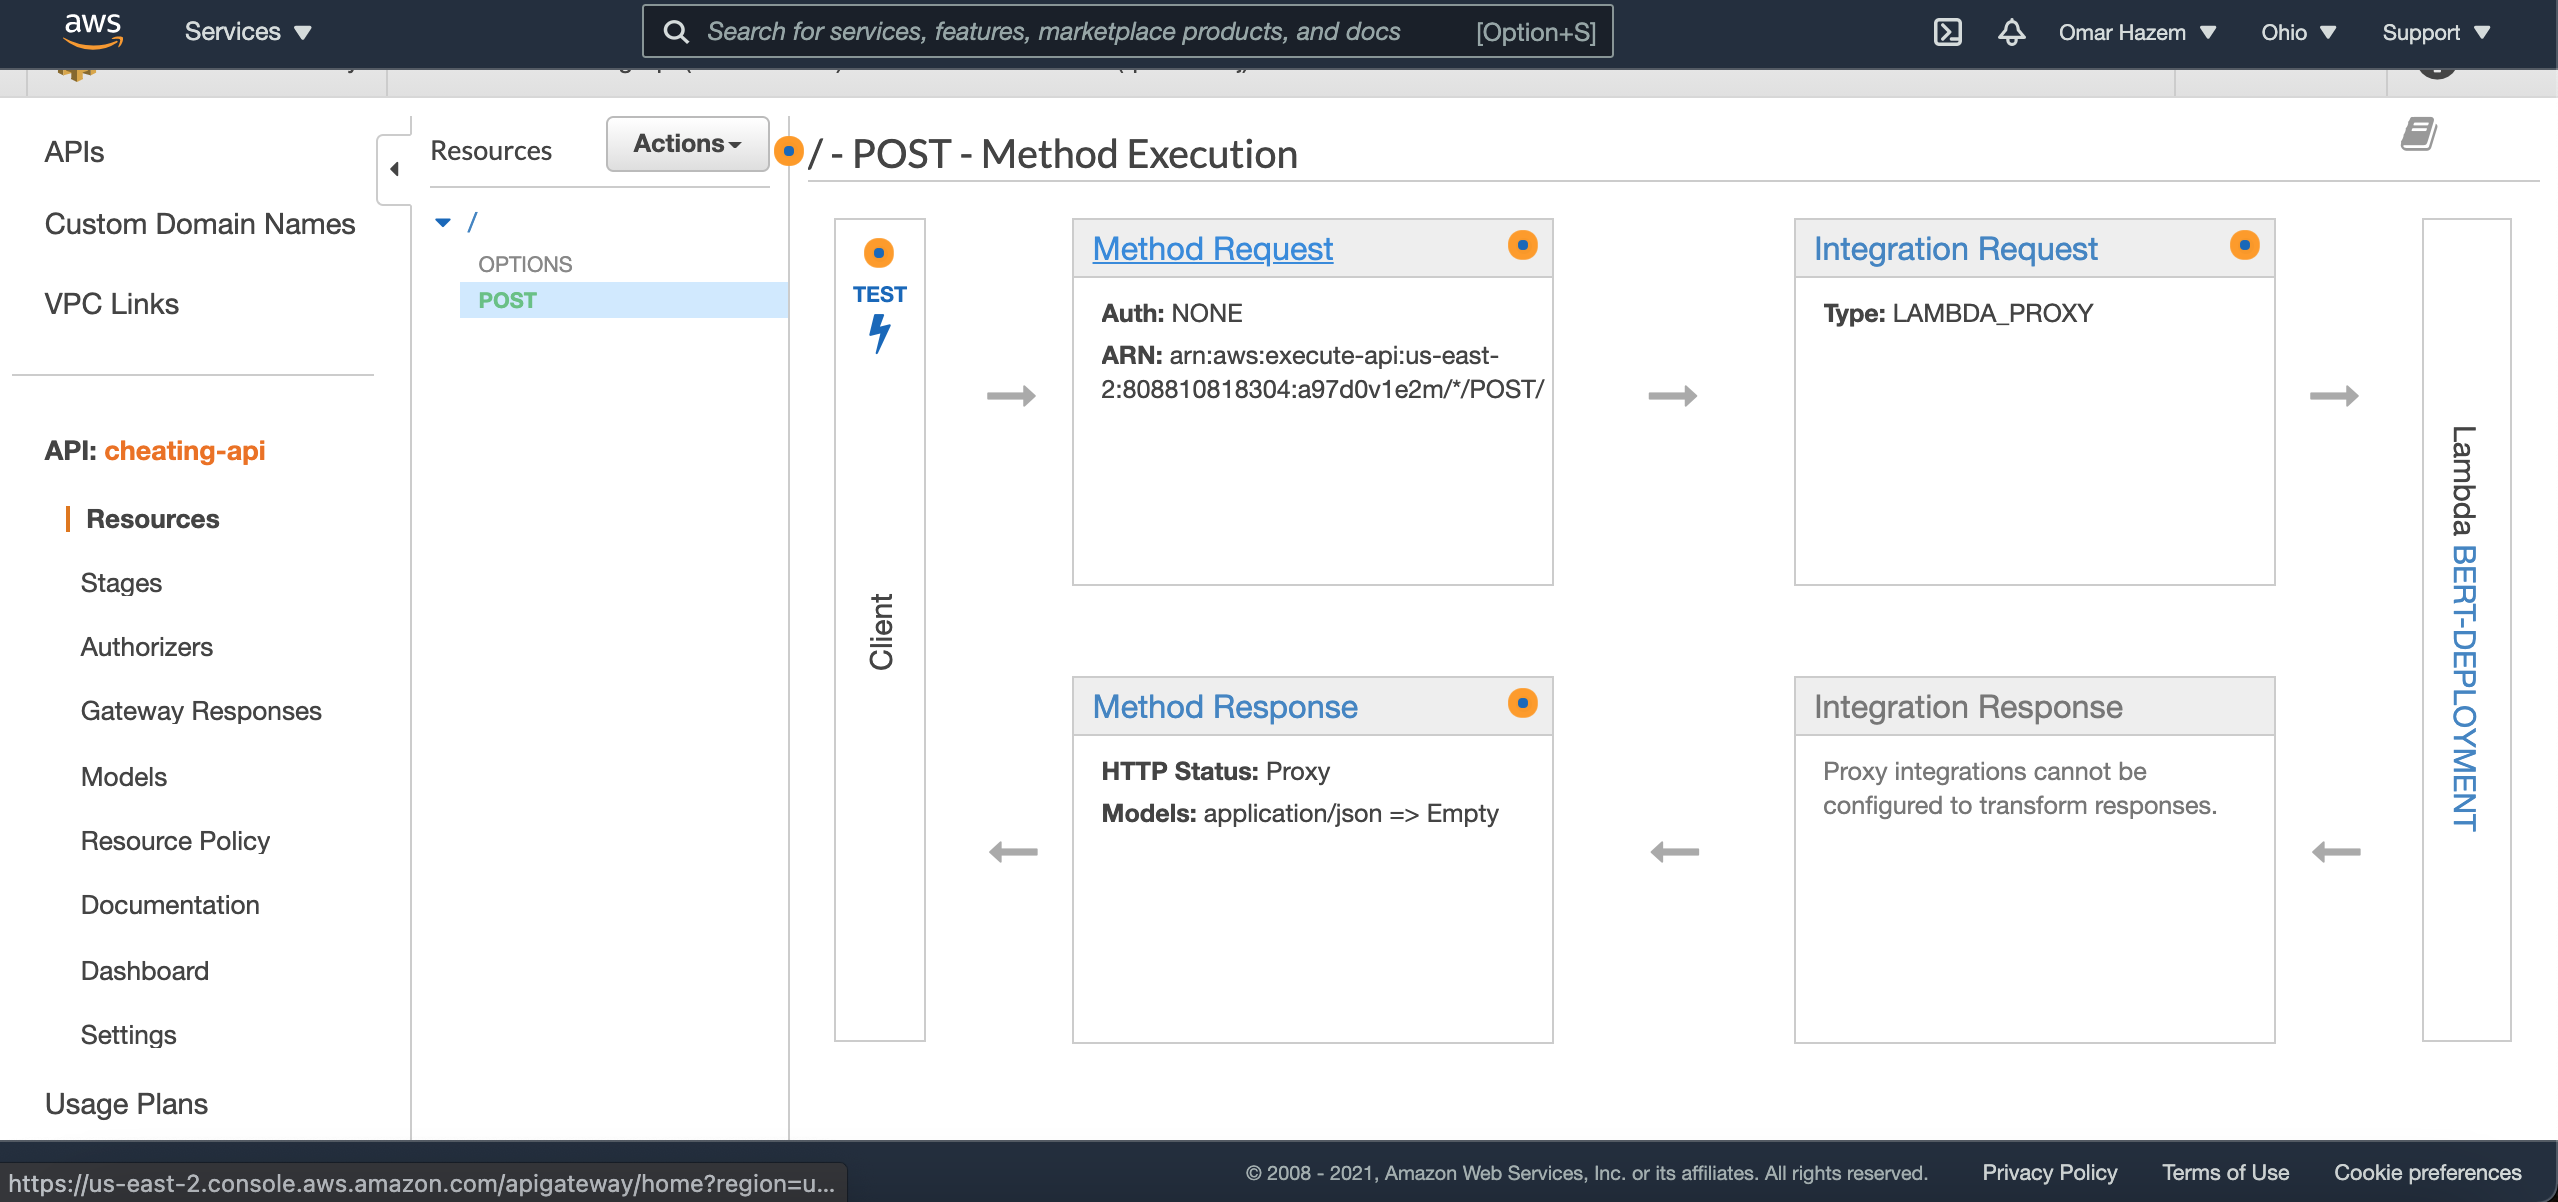 aws
Services
Search for services, features, marketplace products, and docs
[Option+S]
Omar Hazem
Ohio
Support
APIs
Custom Domain Names
VPC Links
API: cheating-api
Resources
Stages
Authorizers
Gateway Responses
Models
Resource Policy
Documentation
Dashboard
Settings
Usage Plans
Resources
Actions
/
OPTIONS
POST
/ - POST - Method Execution
TEST
Client
Method Request
Auth: NONE
ARN: arn:aws:execute-api:us-east-
2:808810818304:a97d0v1e2m/*/POST/
Integration Request
Type: LAMBDA_PROXY
Lambda BERT-DEPLOYMENT
Method Response
HTTP Status: Proxy
Models: application/json => Empty
Integration Response
Proxy integrations cannot be
configured to transform responses.
https://us-east-2.console.aws.amazon.com/apigateway/home?region=u...
© 2008 - 2021, Amazon Web Services, Inc. or its affiliates. All rights reserved.
Privacy Policy
Terms of Use
Cookie preferences